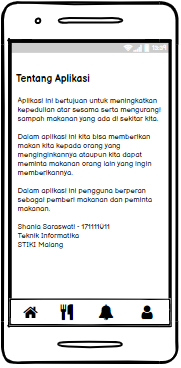 15:09
Tentang Aplikasi
Aplikasi ini bertujuan untuk meningkatkan
kepedulian atar sesama serta mengurangi
sampah makanan yang ada di sekitar kita.
Dalam aplikasi ini kita bisa memberikan
makan kita kepada orang yang
menginginkannya ataupun kita dapat
meminta makanan orang lain yang ingin
memberikannya.
Dalam aplikasi ini pengguna berperan
sebagai pemberi makanan dan peminta
makanan.
Shania Saraswati - 171111011
Teknik Informatika
STIKI Malang